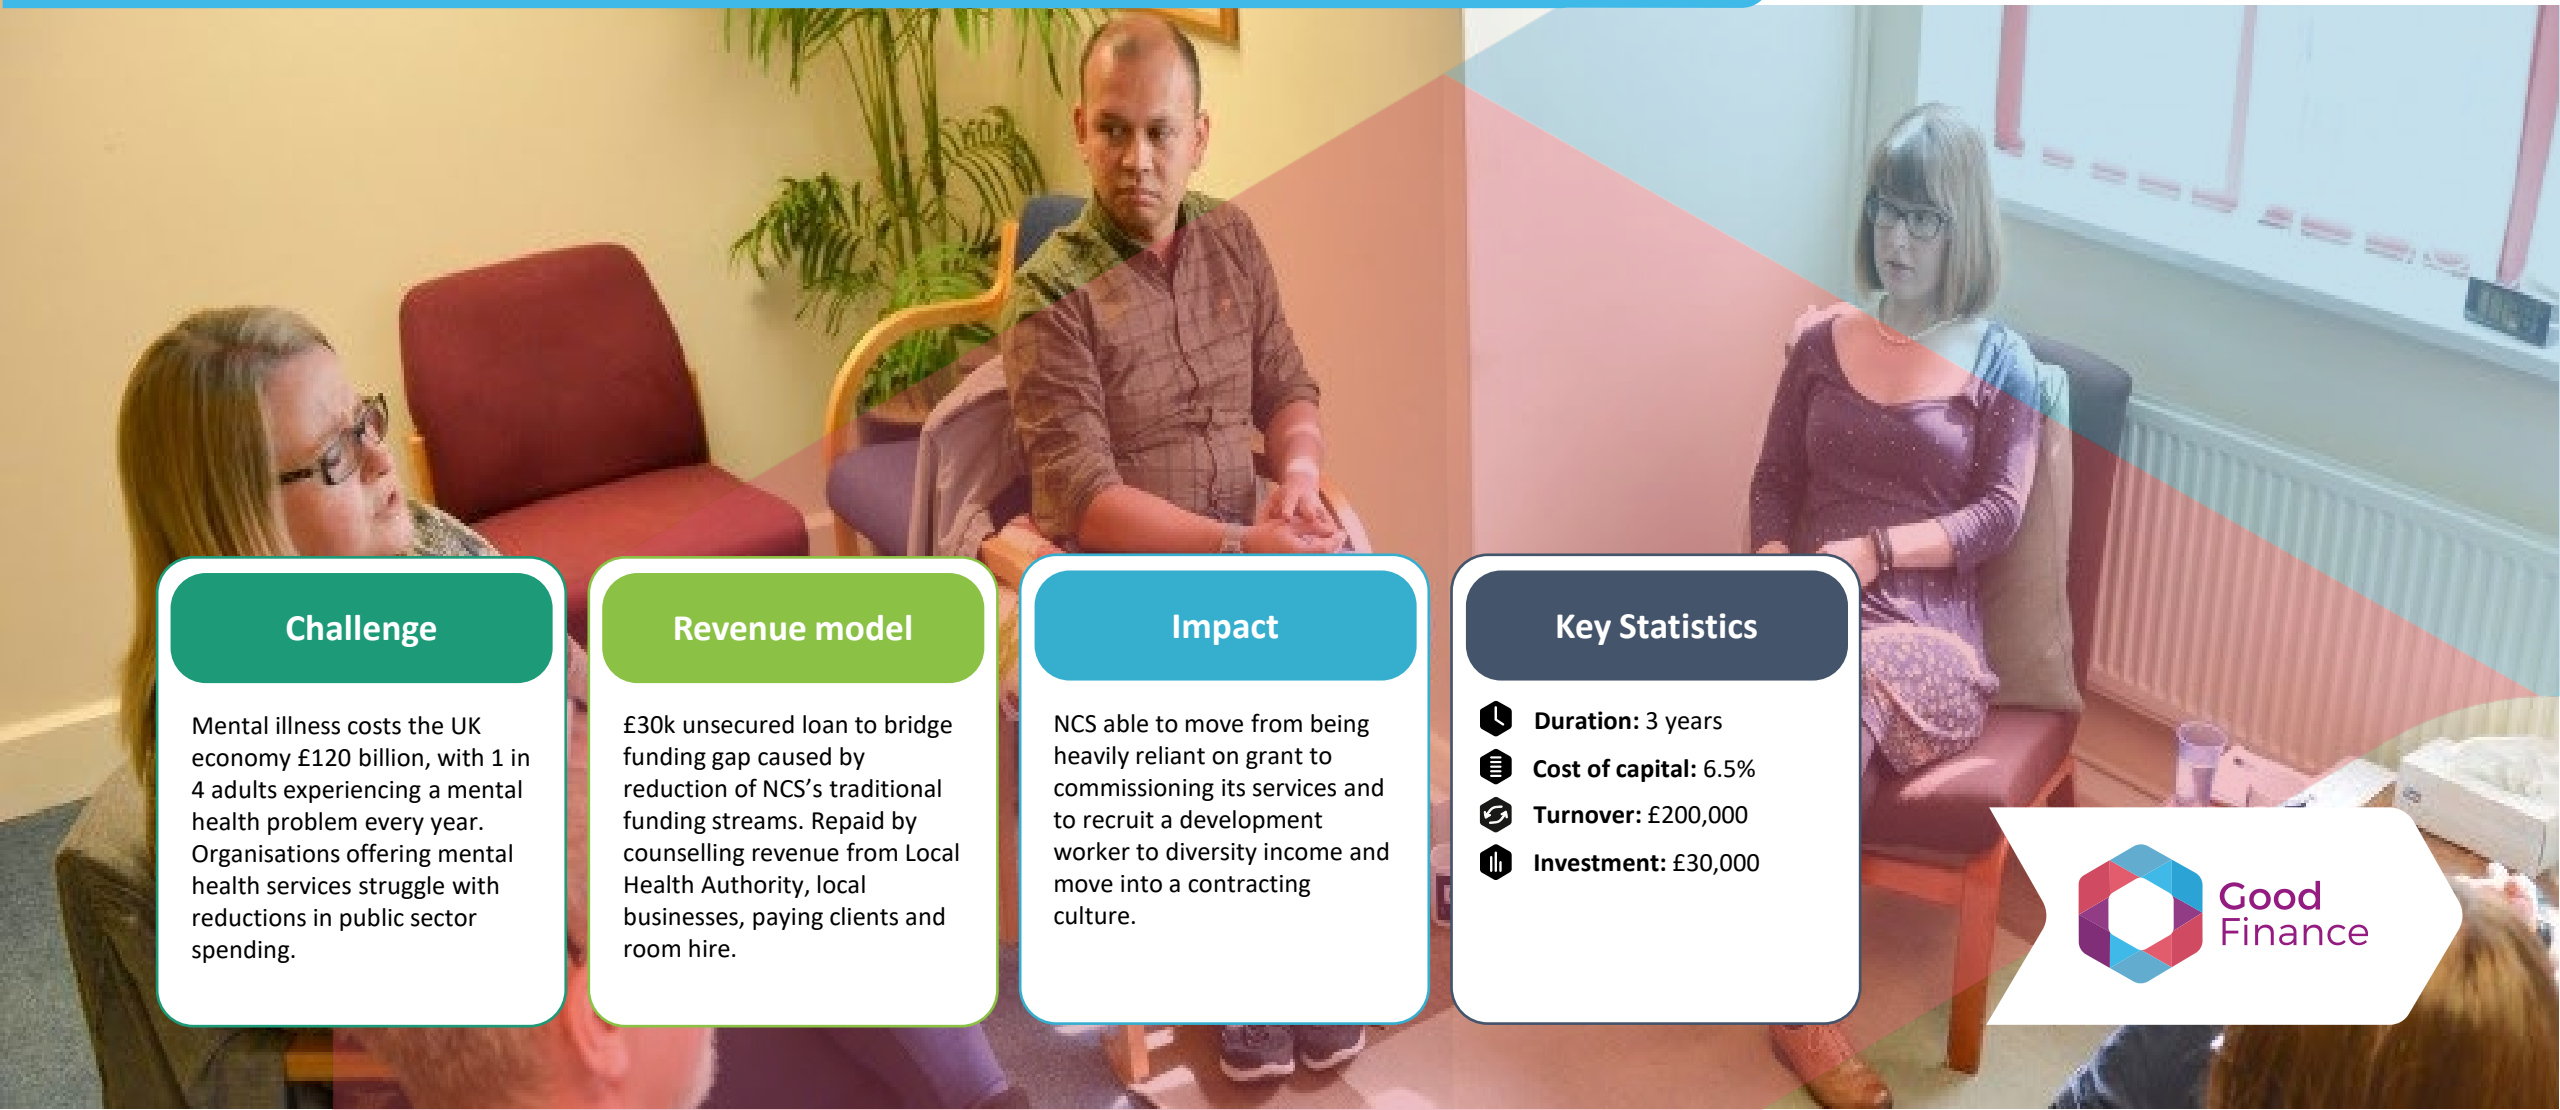 Challenge
Mental illness costs the UK
economy £120 billion, with 1 in
4 adults experiencing a mental
health problem every year.
Organisations offering mental
health services struggle with
reductions in public sector
spending.
Revenue model
£30k unsecured loan to bridge
funding gap caused by
reduction of NCS’s traditional
funding streams. Repaid by
counselling revenue from Local
Health Authority, local
businesses, paying clients and
room hire.
Impact
NCS able to move from being
heavily reliant on grant to
commissioning its services and
to recruit a development
worker to diversity income and
move into a contracting
culture.
Key Statistics
Duration: 3 years
Cost of capital: 6.5%
Turnover: £200,000
Investment: £30,000
Good
Finance